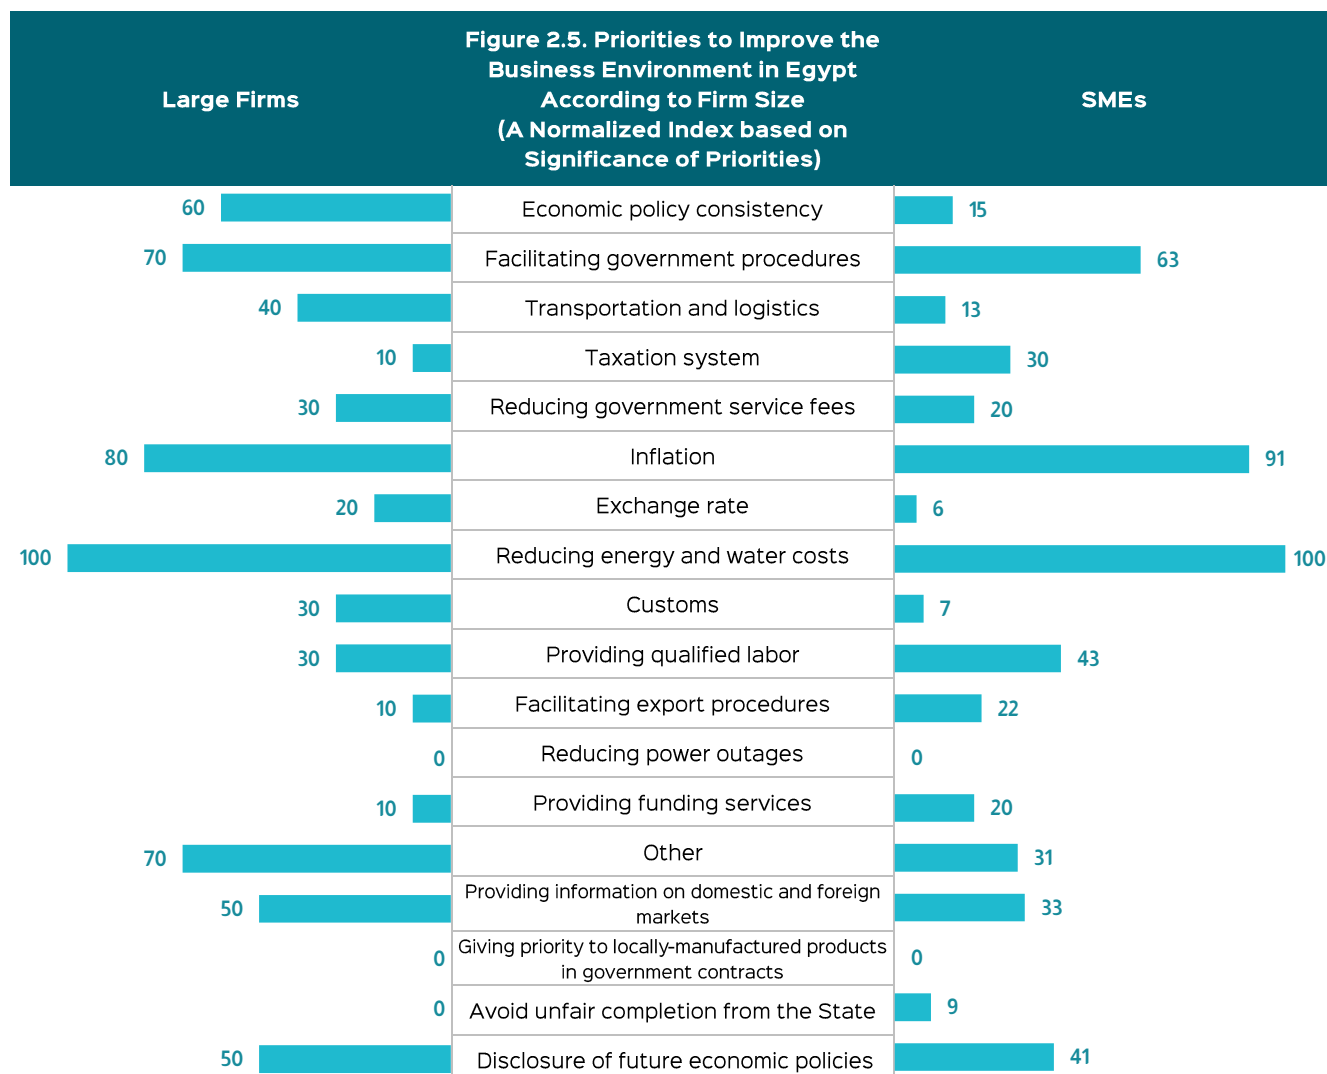 Figure 2.5. Priorities to Improve the
Business Environment in Egypt
According to Firm Size
(A Normalized Index based on
Significance of Priorities)
Large Firms
SMEs
60 Economic policy consistency 15
70 Facilitating government procedures 63
40 Transportation and logistics 13
10 Taxation system 30
30 Reducing government service fees 20
80 Inflation 91
20 Exchange rate 6
100 Reducing energy and water costs 100
30 Customs 7
30 Providing qualified labor 43
10 Facilitating export procedures 22
0 Reducing power outages 0
10 Providing funding services 20
70 Other 31
50 Providing information on domestic and foreign
markets 33
0 Giving priority to locally-manufactured products
in government contracts 0
0 Avoid unfair completion from the State 9
50 Disclosure of future economic policies 41